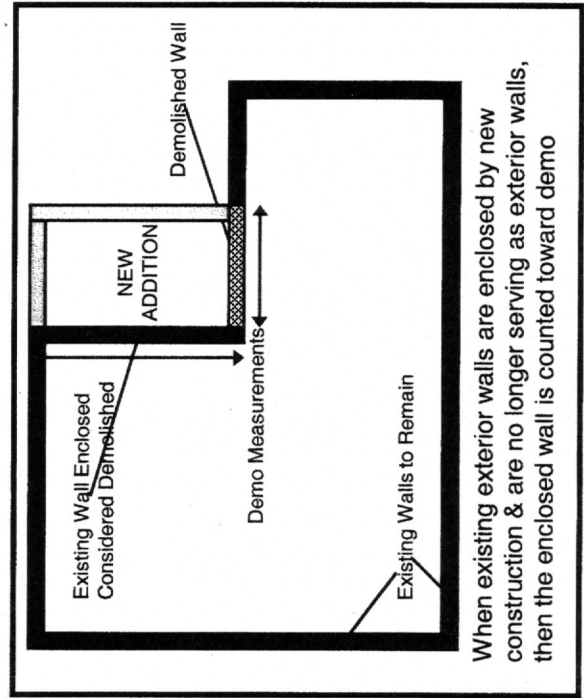 NEW
ADDITION
Demolished Wall
Existing Wall Enclosed
Considered Demolished
Demo Measurements
Existing Walls to Remain
When existing exterior walls are enclosed by new
construction & are no longer serving as exterior walls,
then the enclosed wall is counted toward demo